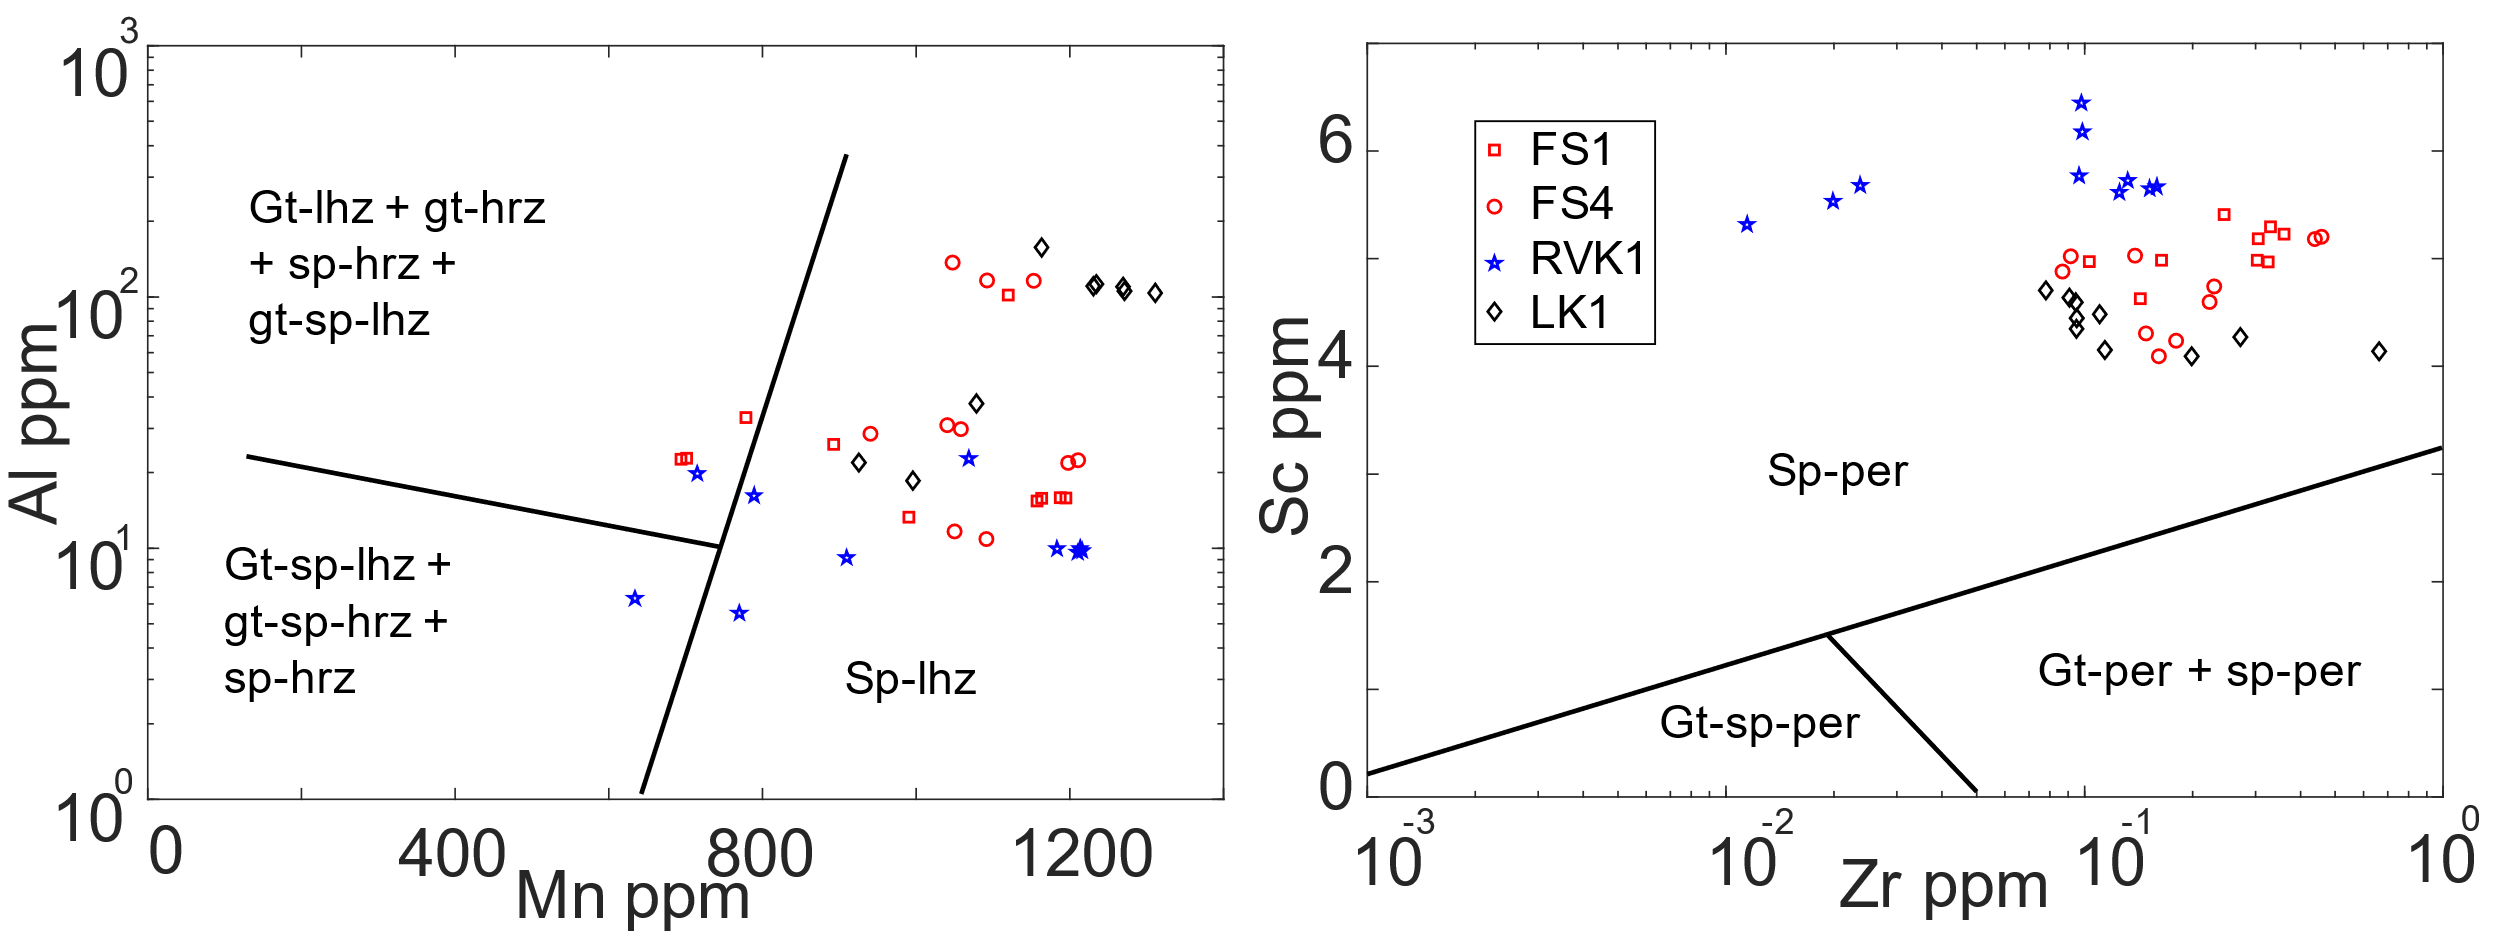 10^3
10^2
10^1
10^0
Al ppm
Gt-lhz + gt-hrz
+ sp-hrz +
gt-sp-lhz
Gt-sp-lhz +
gt-sp-hrz +
sp-hrz
Sp-lhz
0 400 800 1200
Mn ppm
6
4
2
0
Sc ppm
FS1
FS4
RVK1
LK1
Sp-per
Gt-per + sp-per
Gt-sp-per
10^-3 10^-2 10^-1 10^0
Zr ppm